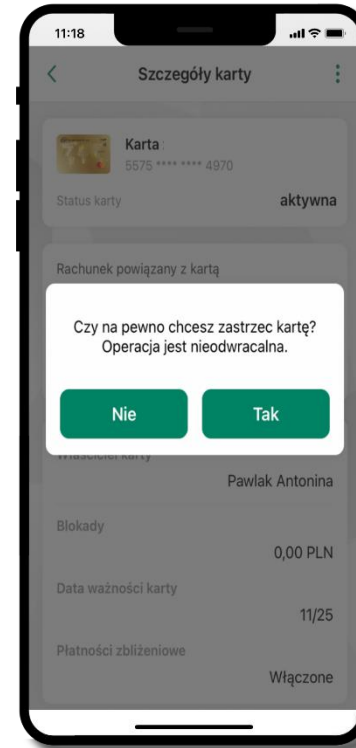 11:18
Szczegóły karty
Karta
5575 **** **** 4970
Status karty
aktywna
Rachunek powiązany z kartą
Czy na pewno chcesz zastrzec kartę?
Operacja jest nieodwracalna.
Nie
Tak
Właściciel karty
Pawlak Antonina
Blokady
0,00 PLN
Data ważności karty
11/25
Płatności zbliżeniowe
Włączone